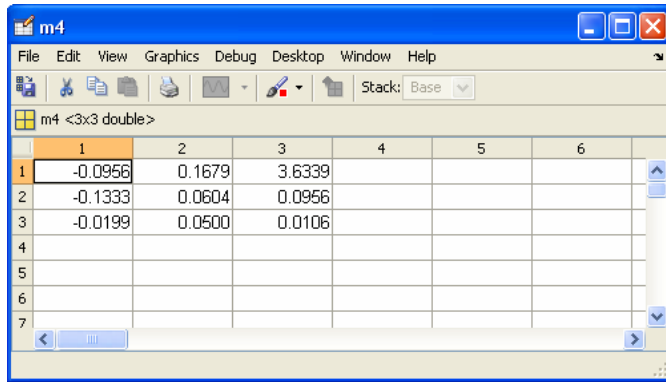 m4
File Edit View Graphics Debug Desktop Window Help
Stack: Base
m4 <3x3 double>
1 2 3 4 5 6
1 -0.0956 0.1679 3.6339
2 -0.1333 0.0604 0.0956
3 -0.0199 0.0500 0.0106
4
5
6
7